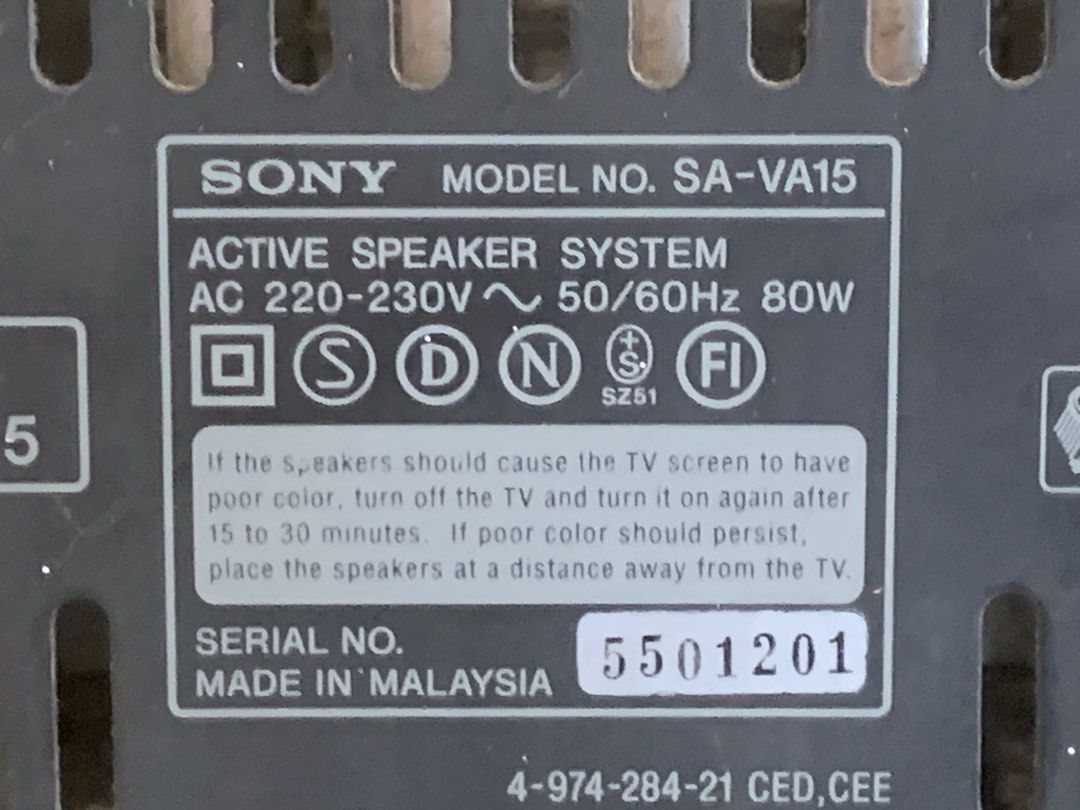 SONY MODEL NO. SA-VA15
ACTIVE SPEAKER SYSTEM
AC 220-230V ∼ 50/60Hz 80W
S D N +S FI
SZ51
5
If the speakers should cause the TV screen to have
poor color, turn off the TV and turn it on again after
15 to 30 minutes. If poor color should persist,
place the speakers at a distance away from the TV.
SERIAL NO. 5501201
MADE IN MALAYSIA
4-974-284-21 CED,CEE